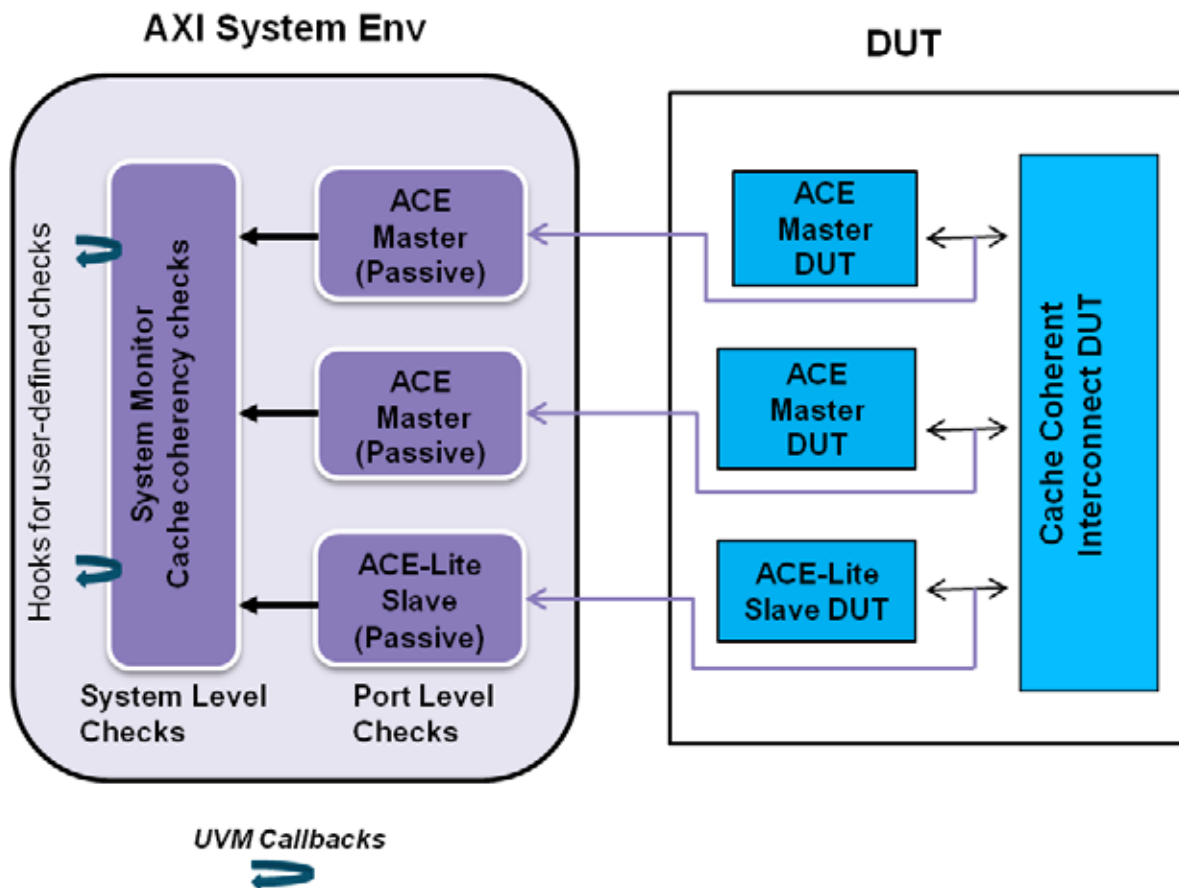 AXI System Env
DUT
Hooks for user-defined checks
System Monitor
Cache coherency checks
ACE
Master
(Passive)
ACE
Master
(Passive)
ACE-Lite
Slave
(Passive)
System Level
Checks
Port Level
Checks
ACE
Master
DUT
ACE
Master
DUT
ACE-Lite
Slave DUT
Cache Coherent
Interconnect DUT
UVM Callbacks